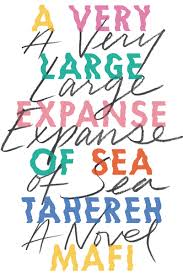 A VERY
A Very
LARGE
Large
EXPANSE
Expanse
OF SEA
of Sea
TAHEREH
A Novel
MAFI